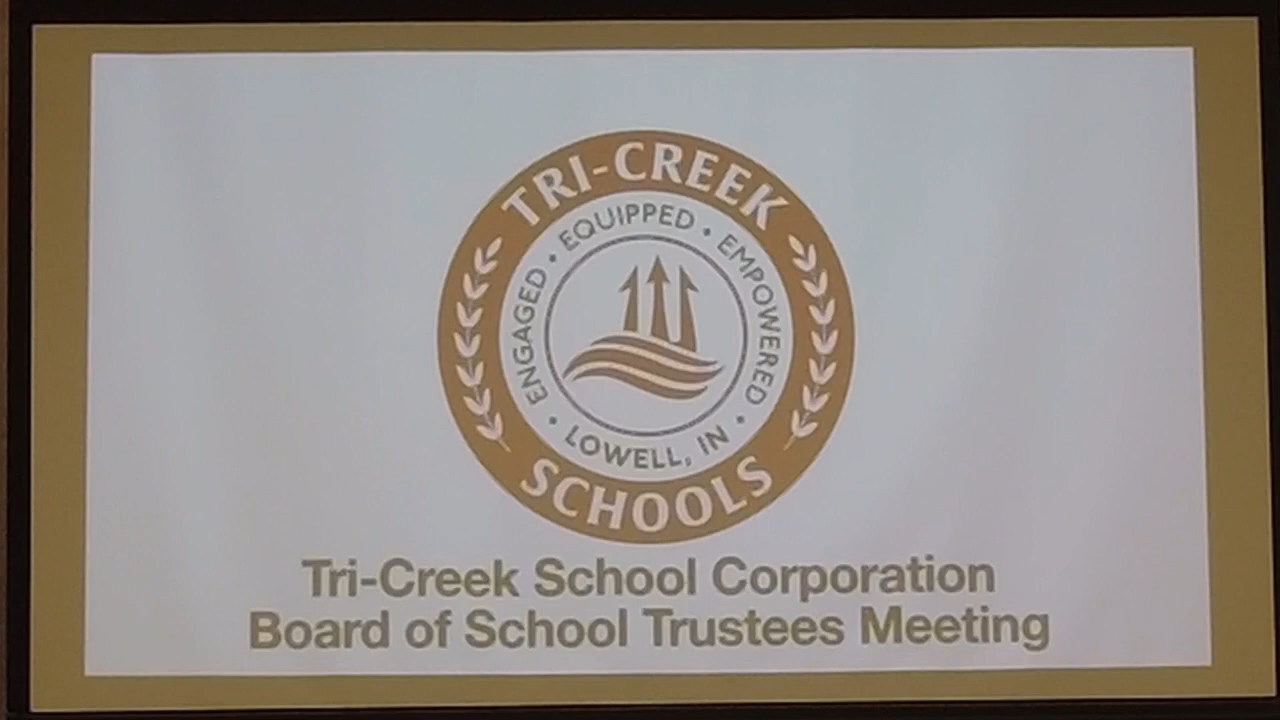 TRI-CREEK
ENGAGED • EQUIPPED • EMPOWERED
• LOWELL, IN •
SCHOOLS
Tri-Creek School Corporation
Board of School Trustees Meeting